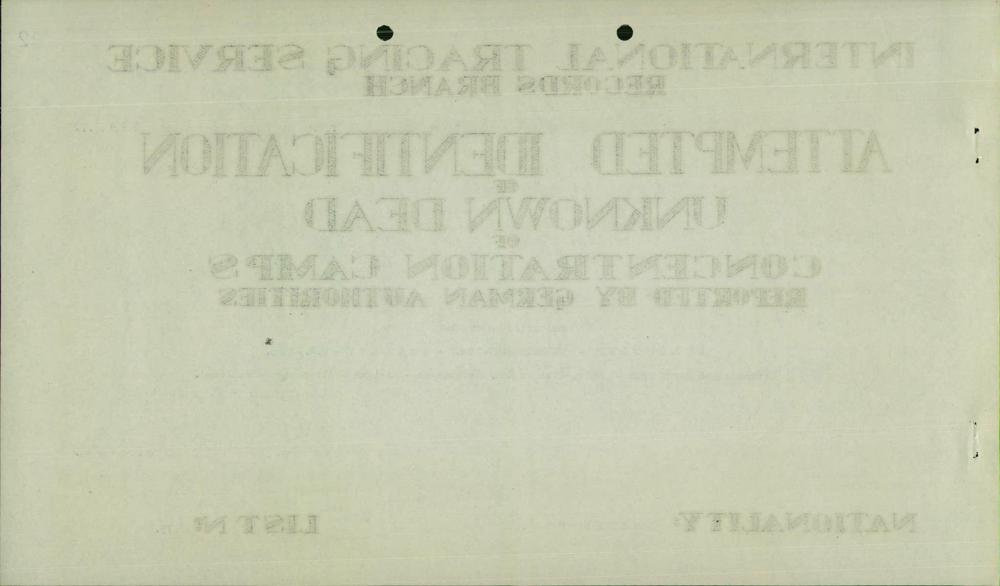 INTERNATIONAL TRACING SERVICE
RECORDS BRANCH
ATTEMPTED IDENTIFICATION
OF
UNKNOWN DEAD
OF
CONCENTRATION CAMPS
REPORTED BY GERMAN AUTHORITIES
NATIONALITY: LIST Nº